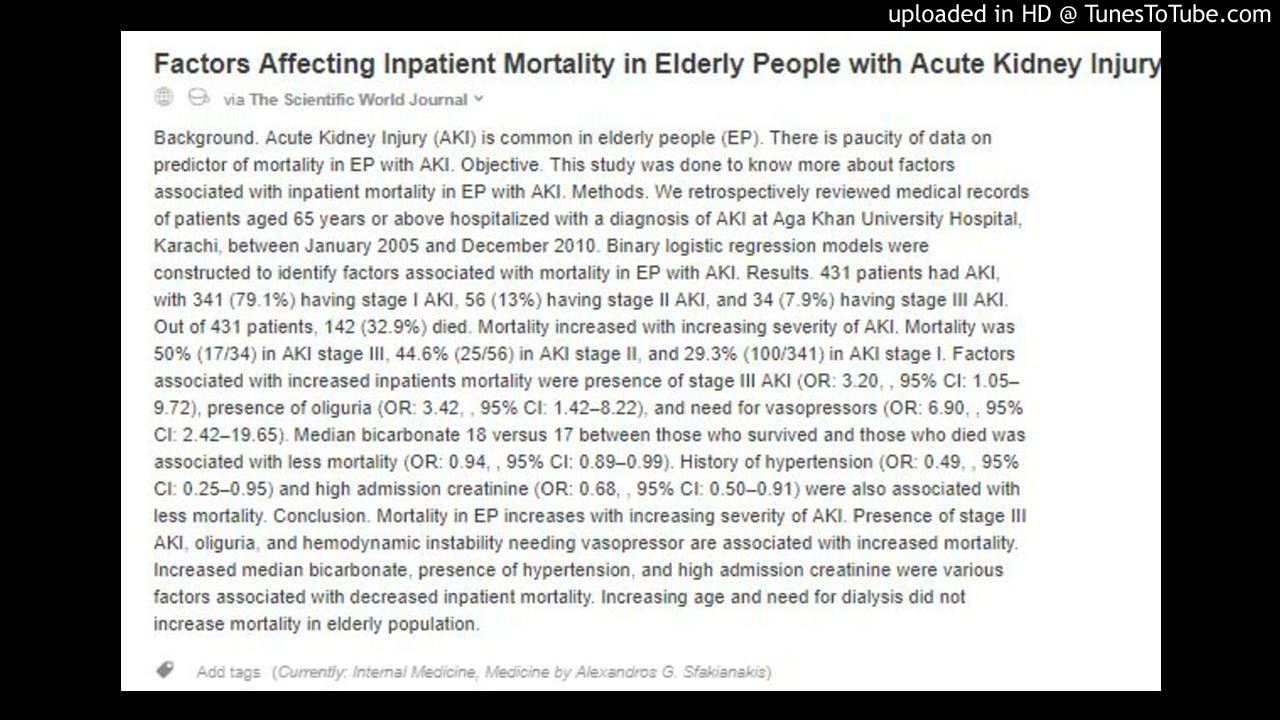 uploaded in HD @ TunesToTube.com
Factors Affecting Inpatient Mortality in Elderly People with Acute Kidney Injury
via The Scientific World Journal
Background. Acute Kidney Injury (AKI) is common in elderly people (EP). There is paucity of data on
predictor of mortality in EP with AKI. Objective. This study was done to know more about factors
associated with inpatient mortality in EP with AKI. Methods. We retrospectively reviewed medical records
of patients aged 65 years or above hospitalized with a diagnosis of AKI at Aga Khan University Hospital,
Karachi, between January 2005 and December 2010. Binary logistic regression models were
constructed to identify factors associated with mortality in EP with AKI. Results. 431 patients had AKI,
with 341 (79.1%) having stage I AKI, 56 (13%) having stage II AKI, and 34 (7.9%) having stage III AKI.
Out of 431 patients, 142 (32.9%) died. Mortality increased with increasing severity of AKI. Mortality was
50% (17/34) in AKI stage III, 44.6% (25/56) in AKI stage II, and 29.3% (100/341) in AKI stage I. Factors
associated with increased inpatients mortality were presence of stage III AKI (OR: 3.20, , 95% CI: 1.05–
9.72), presence of oliguria (OR: 3.42, , 95% CI: 1.42–8.22), and need for vasopressors (OR: 6.90, , 95%
CI: 2.42–19.65). Median bicarbonate 18 versus 17 between those who survived and those who died was
associated with less mortality (OR: 0.94, , 95% CI: 0.89–0.99). History of hypertension (OR: 0.49, , 95%
CI: 0.25–0.95) and high admission creatinine (OR: 0.68, , 95% CI: 0.50–0.91) were also associated with
less mortality. Conclusion. Mortality in EP increases with increasing severity of AKI. Presence of stage III
AKI, oliguria, and hemodynamic instability needing vasopressor are associated with increased mortality.
Increased median bicarbonate, presence of hypertension, and high admission creatinine were various
factors associated with decreased inpatient mortality. Increasing age and need for dialysis did not
increase mortality in elderly population.
Add tags (Currently: Internal Medicine, Medicine by Alexandros G. Sfakianakis)